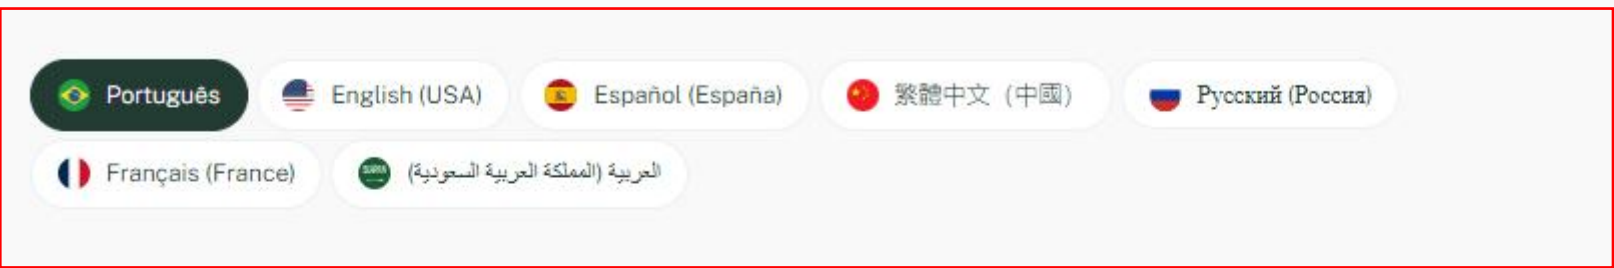 Português English (USA) Español (España) 繁體中文（中國） Русский (Россия)
Français (France) العربية (المملكة العربية السعودية)